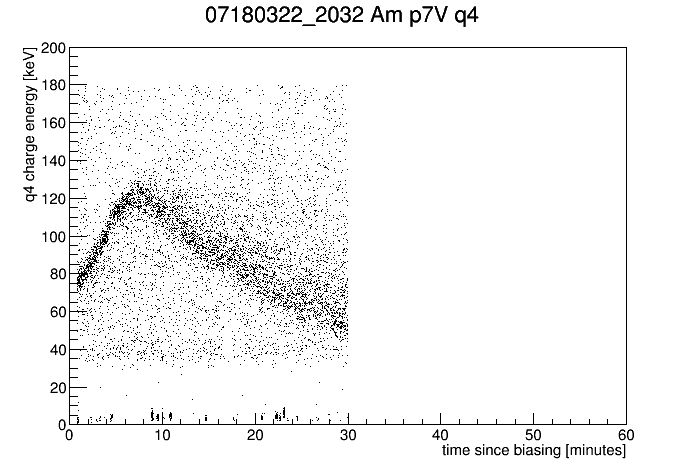 07180322_2032 Am p7V q4
q4 charge energy [keV]
200
180
160
140
120
100
80
60
40
20
0
0 10 20 30 40 50 60
time since biasing [minutes]